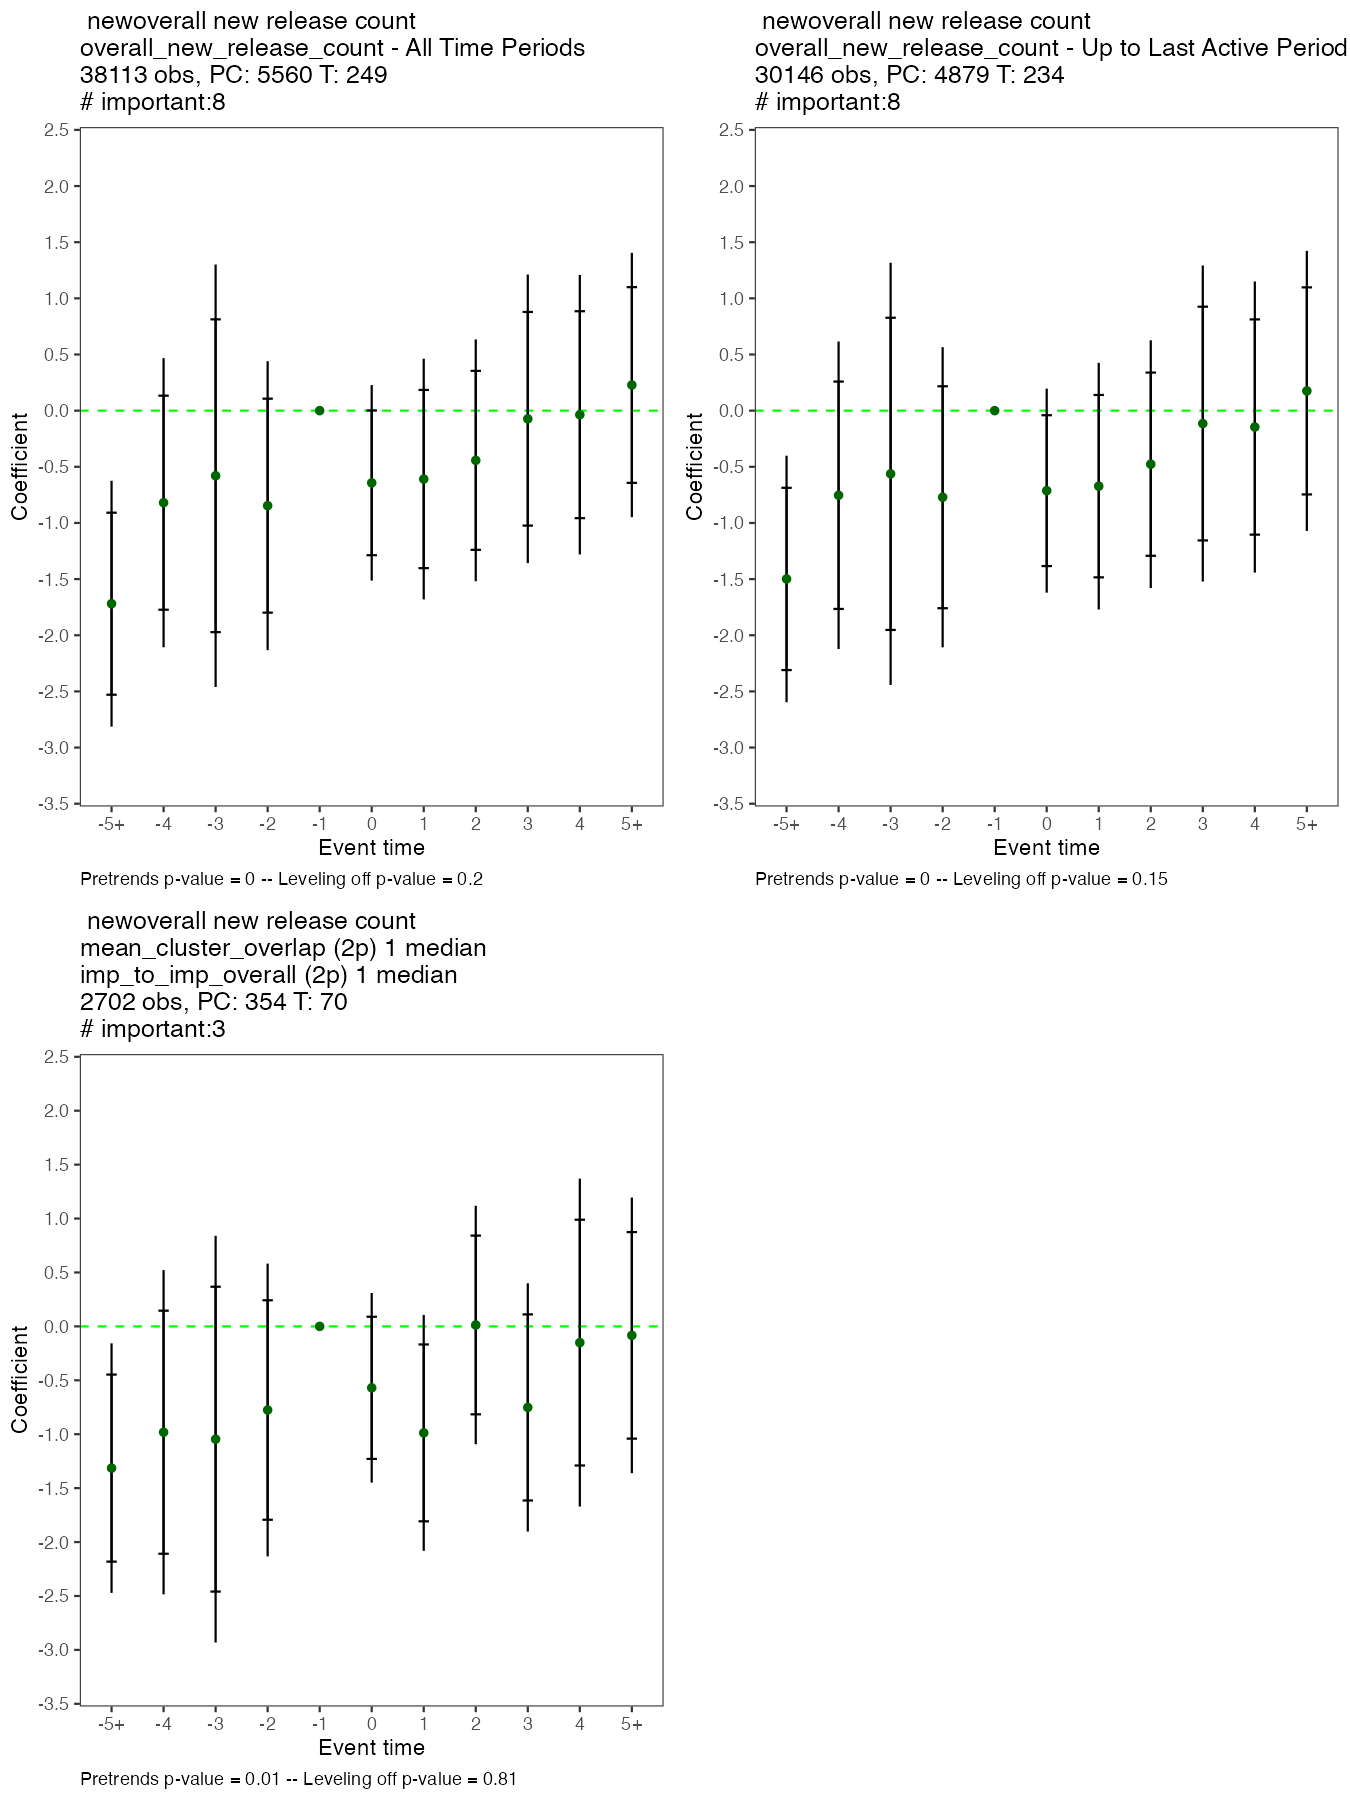 newoverall new release count
overall_new_release_count - All Time Periods
38113 obs, PC: 5560 T: 249
# important:8
2.5
2.0
1.5
1.0
0.5
0.0
-0.5
-1.0
-1.5
-2.0
-2.5
-3.0
-3.5
Coefficient
-5+ -4 -3 -2 -1 0 1 2 3 4 5+
Event time
Pretrends p-value = 0 -- Leveling off p-value = 0.2
newoverall new release count
overall_new_release_count - Up to Last Active Period
30146 obs, PC: 4879 T: 234
# important:8
2.5
2.0
1.5
1.0
0.5
0.0
-0.5
-1.0
-1.5
-2.0
-2.5
-3.0
-3.5
Coefficient
-5+ -4 -3 -2 -1 0 1 2 3 4 5+
Event time
Pretrends p-value = 0 -- Leveling off p-value = 0.15
newoverall new release count
mean_cluster_overlap (2p) 1 median
imp_to_imp_overall (2p) 1 median
2702 obs, PC: 354 T: 70
# important:3
2.5
2.0
1.5
1.0
0.5
0.0
-0.5
-1.0
-1.5
-2.0
-2.5
-3.0
-3.5
Coefficient
-5+ -4 -3 -2 -1 0 1 2 3 4 5+
Event time
Pretrends p-value = 0.01 -- Leveling off p-value = 0.81